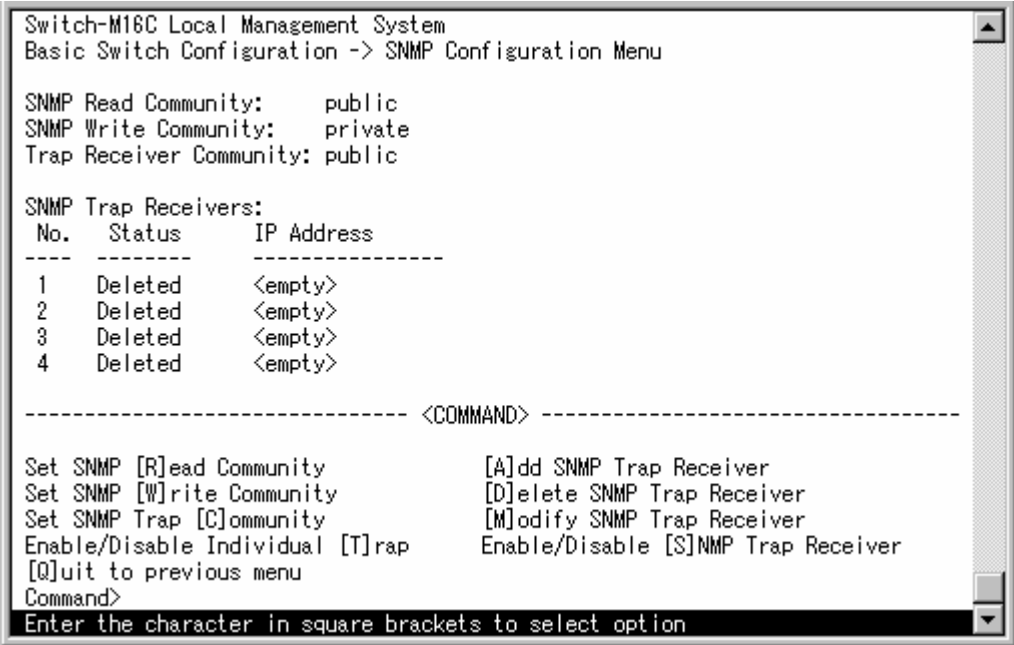 Switch-M16C Local Management System
Basic Switch Configuration -> SNMP Configuration Menu
SNMP Read Community:     public
SNMP Write Community:    private
Trap Receiver Community: public
SNMP Trap Receivers:
 No.   Status      IP Address
----  --------     ----------------
 1    Deleted      <empty>
 2    Deleted      <empty>
 3    Deleted      <empty>
 4    Deleted      <empty>
-------------------------------- <COMMAND> -----------------------------------
Set SNMP [R]ead Community             [A]dd SNMP Trap Receiver
Set SNMP [W]rite Community            [D]elete SNMP Trap Receiver
Set SNMP Trap [C]ommunity             [M]odify SNMP Trap Receiver
Enable/Disable Individual [T]rap      Enable/Disable [S]NMP Trap Receiver
[Q]uit to previous menu
Command>
Enter the character in square brackets to select option